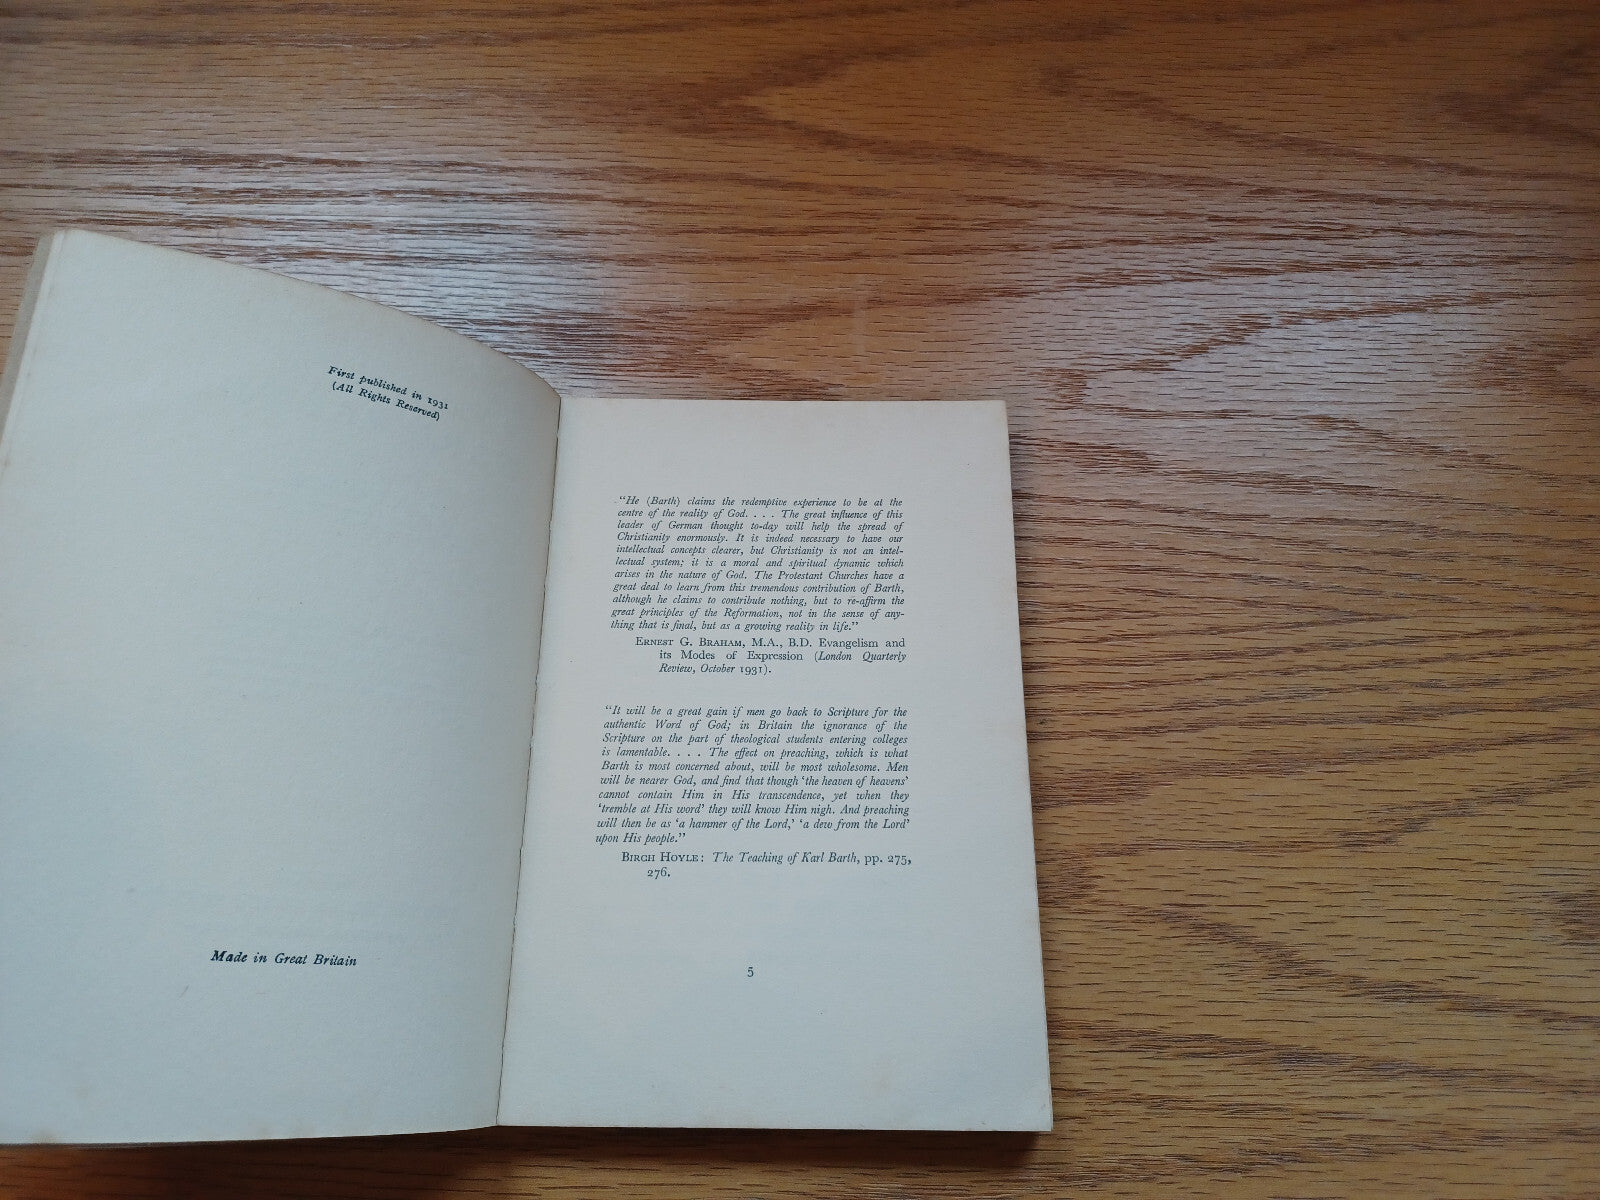 First published in 1931
(All Rights Reserved)
Made in Great Britain
"He (Barth) claims the redemptive experience to be at the
centre of the reality of God. . . . The great influence of this
leader of German thought to-day will help the spread of
Christianity enormously. It is indeed necessary to have our
intellectual concepts clearer, but Christianity is not an intel-
lectual system; it is a moral and spiritual dynamic which
arises in the nature of God. The Protestant Churches have a
great deal to learn from this tremendous contribution of Barth,
although he claims to contribute nothing, but to re-affirm the
great principles of the Reformation, not in the sense of any-
thing that is final, but as a growing reality in life."
ERNEST G. BRAHAM, M.A., B.D. Evangelism and
its Modes of Expression (London Quarterly
Review, October 1931).
"It will be a great gain if men go back to Scripture for the
authentic Word of God; in Britain the ignorance of the
Scripture on the part of theological students entering colleges
is lamentable. . . . The effect on preaching, which is what
Barth is most concerned about, will be most wholesome. Men
will be nearer God, and find that though 'the heaven of heavens'
cannot contain Him in His transcendence, yet when they
'tremble at His word' they will know Him nigh. And preaching
will then be as 'a hammer of the Lord,' 'a dew from the Lord'
upon His people."
BIRCH HOYLE: The Teaching of Karl Barth, pp. 275,
276.
5